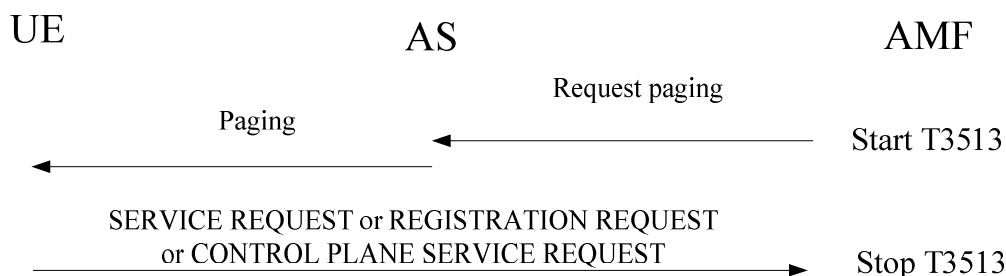 UE
AS
AMF
Request paging
Paging
Start T3513
SERVICE REQUEST or REGISTRATION REQUEST
or CONTROL PLANE SERVICE REQUEST
Stop T3513